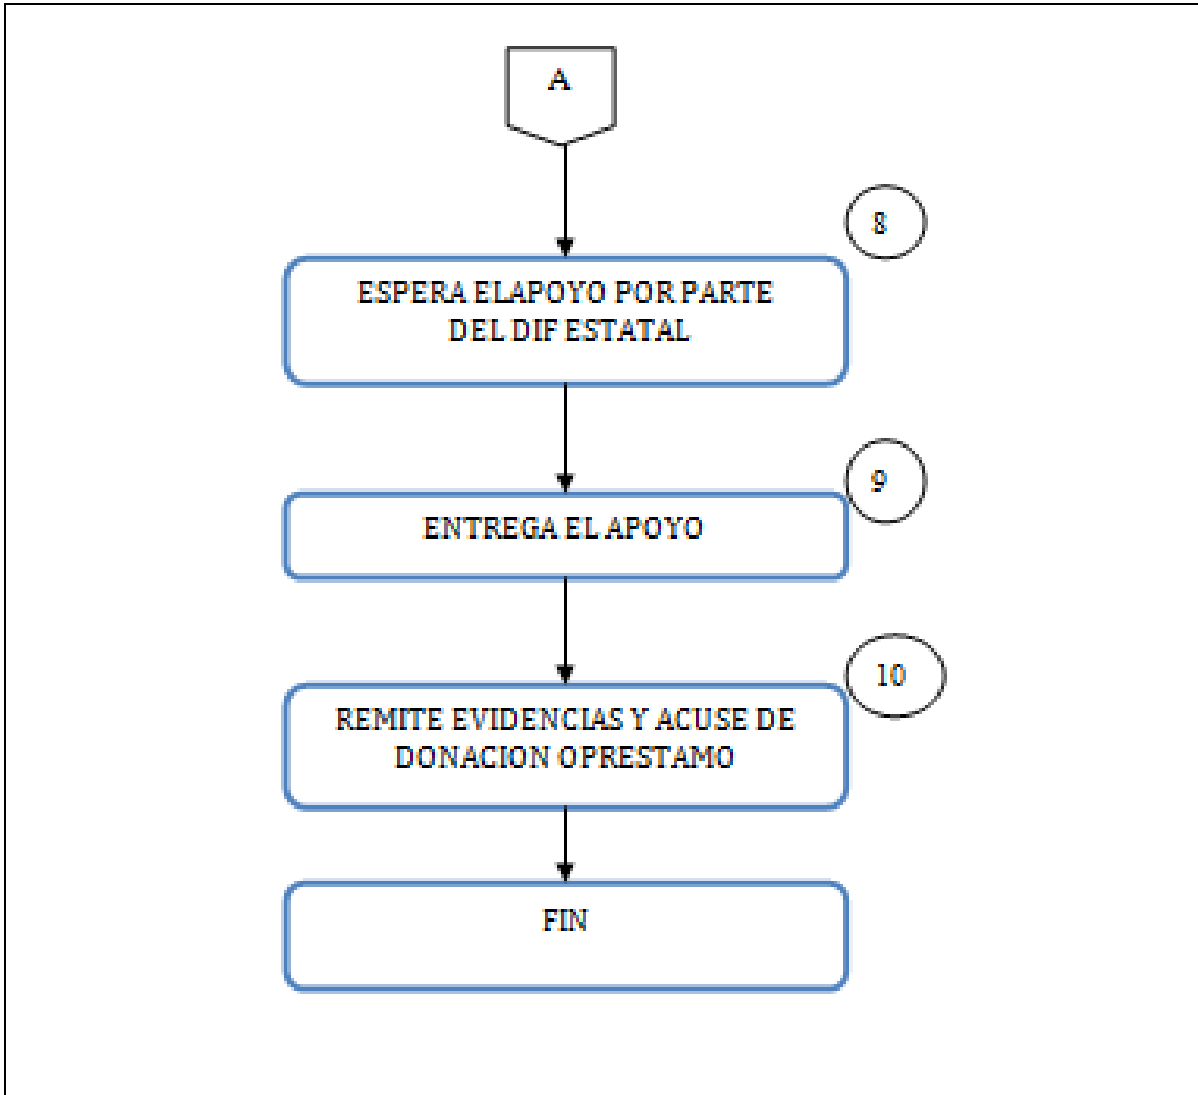 A
8
ESPERA ELAPOYO POR PARTE
DEL DIF ESTATAL
9
ENTREGA EL APOYO
10
REMITE EVIDENCIAS Y ACUSE DE
DONACION OPRESTAMO
FIN